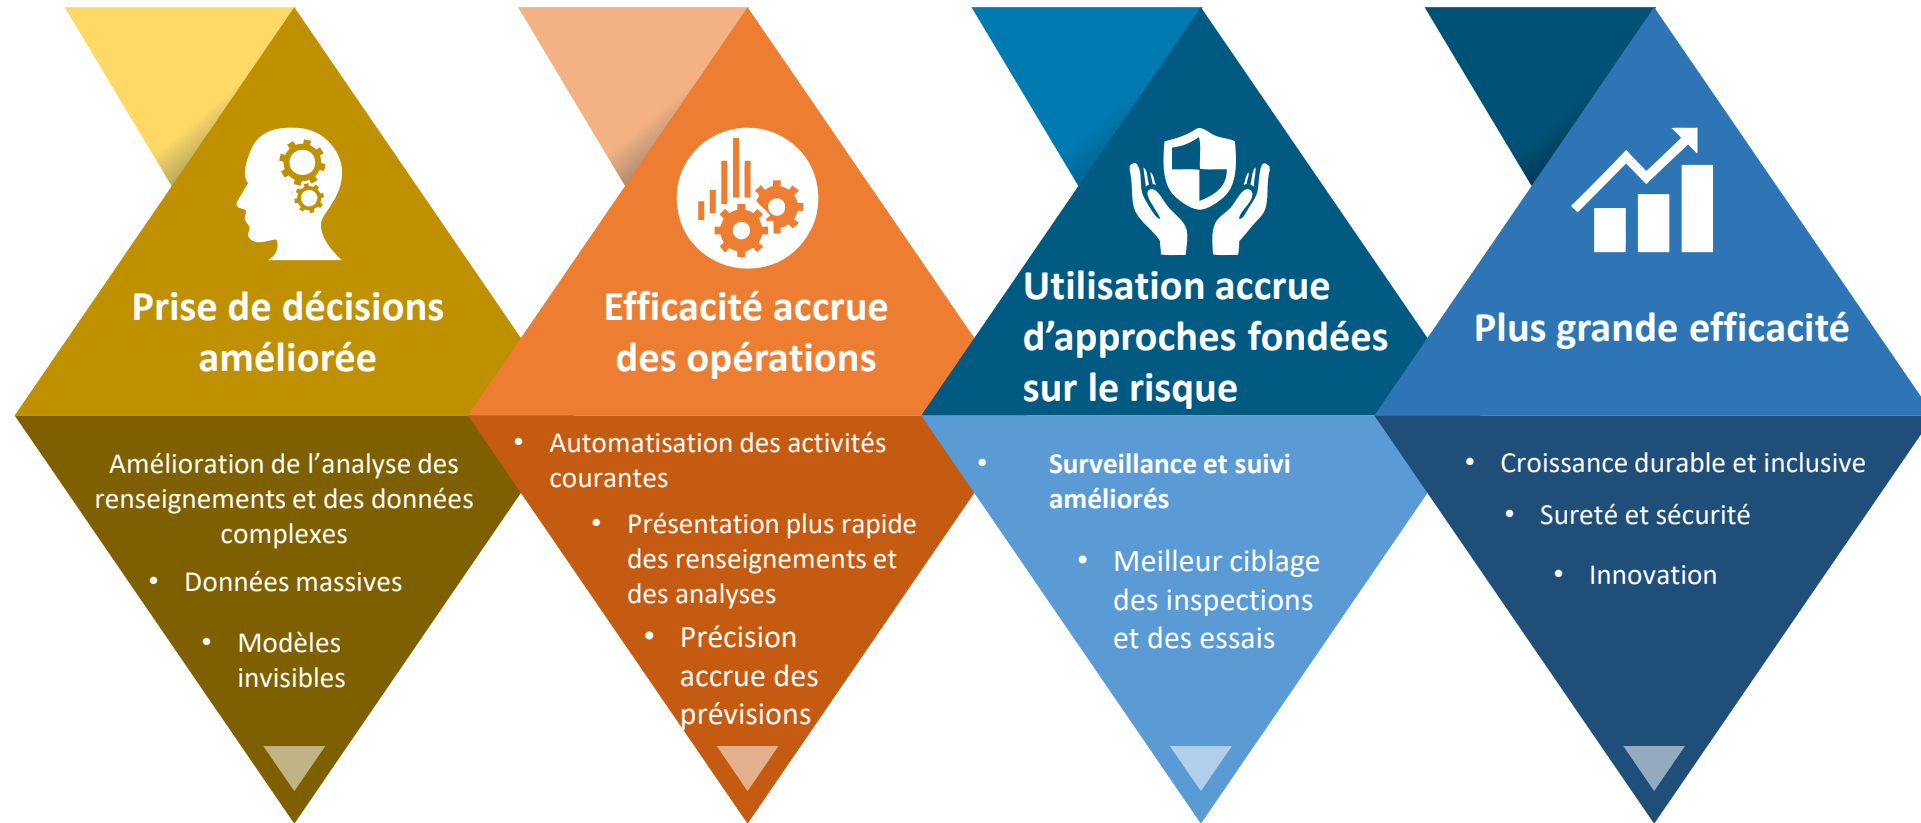 Prise de décisions
améliorée
Amélioration de l’analyse des
renseignements et des données
complexes
• Données massives
• Modèles
invisibles
Efficacité accrue
des opérations
• Automatisation des activités
courantes
• Présentation plus rapide
des renseignements et
des analyses
• Précision
accrue des
prévisions
Utilisation accrue
d’approches fondées
sur le risque
• Surveillance et suivi
améliorés
• Meilleur ciblage
des inspections
et des essais
Plus grande efficacité
• Croissance durable et inclusive
• Sureté et sécurité
• Innovation